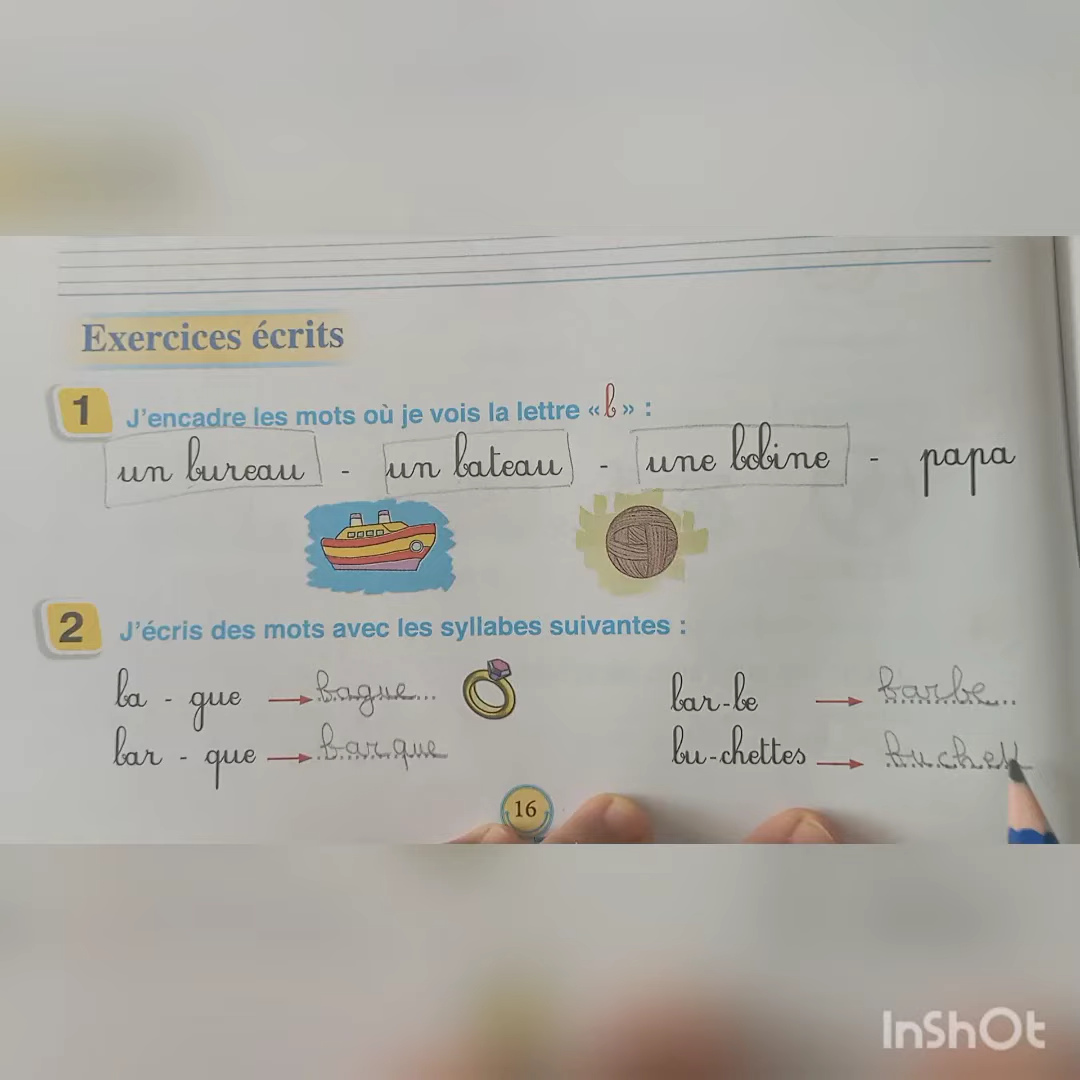 Exercices écrits
1 J'encadre les mots où je vois la lettre « b » :
un bureau - un bateau - une bobine - papa
2 J'écris des mots avec les syllabes suivantes :
ba - gue → bague... bar-be → barbe...
bar - que → barque bu-chettes → buchett
16
InShOt